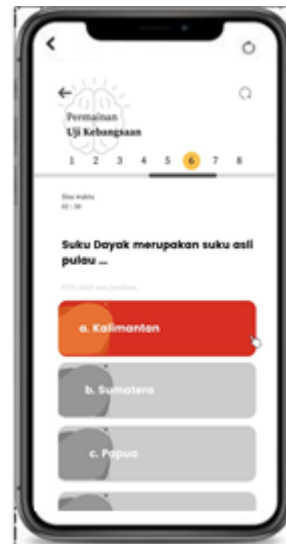 Permainan
Uji Kebangsaan
1 2 3 4 5 6 7 8
Sisa waktu
02 : 30
Suku Dayak merupakan suku asli
pulau ...
a. Kalimantan
b. Sumatera
c. Papua